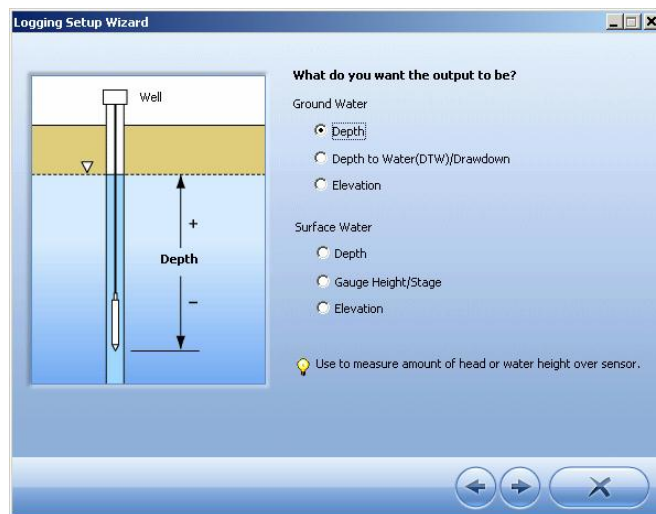 Logging Setup Wizard
Well
+
Depth
−
What do you want the output to be?
Ground Water
Depth
Depth to Water(DTW)/Drawdown
Elevation
Surface Water
Depth
Gauge Height/Stage
Elevation
Use to measure amount of head or water height over sensor.